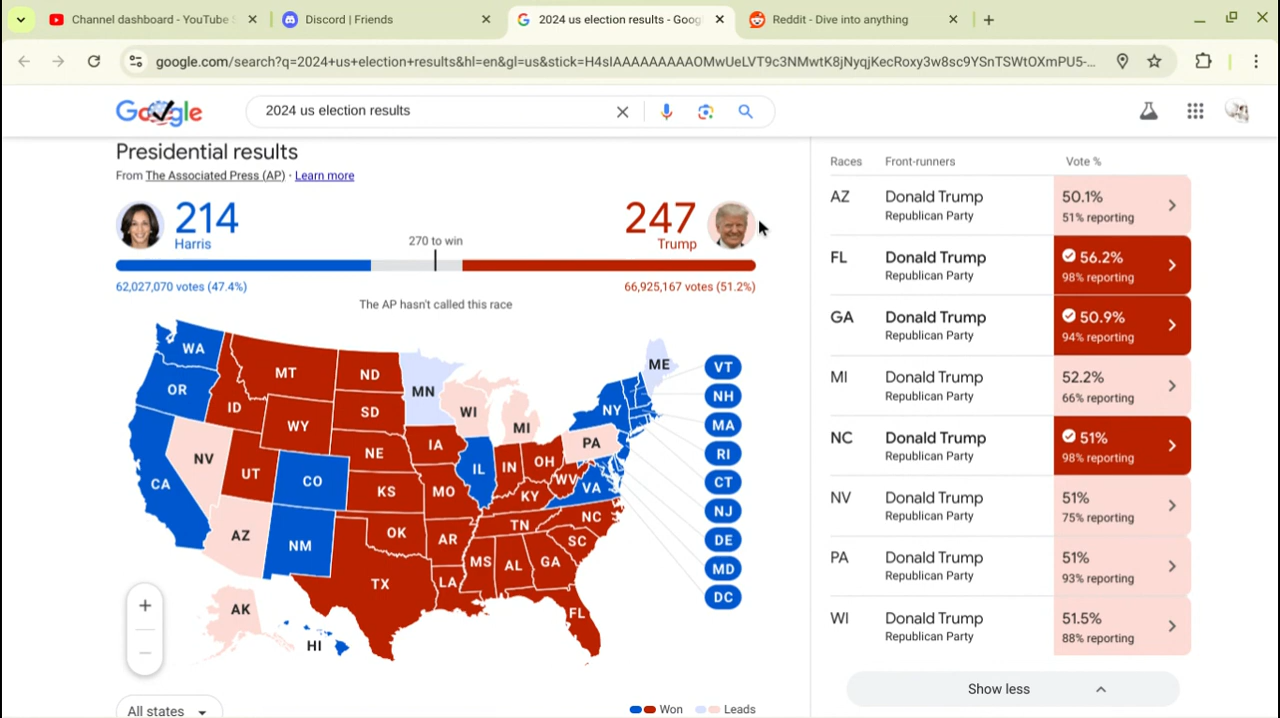 Channel dashboard - YouTube S
Discord | Friends
2024 us election results - Goog
Reddit - Dive into anything
google.com/search?q=2024+us+election+results&hl=en&gl=us&stick=H4sIAAAAAAAAAOMwUeLVT9c3NMwtK8jNyqjKecRoxy3w8sc9YSnTSWtOXmPU5-...
Google
2024 us election results
Presidential results
From The Associated Press (AP) · Learn more
214
Harris
270 to win
247
Trump
62,027,070 votes (47.4%)
66,925,167 votes (51.2%)
The AP hasn't called this race
WA
OR
CA
NV
ID
MT
WY
UT
AZ
CO
NM
ND
SD
NE
KS
OK
TX
MN
IA
MO
AR
LA
WI
IL
MI
IN
OH
KY
TN
MS
AL
GA
FL
SC
NC
VA
WV
PA
NY
ME
VT
NH
MA
RI
CT
NJ
DE
MD
DC
AK
HI
+
−
All states
Won
Leads
Races Front-runners Vote %
AZ Donald Trump 50.1%
Republican Party 51% reporting
FL Donald Trump 56.2%
Republican Party 98% reporting
GA Donald Trump 50.9%
Republican Party 94% reporting
MI Donald Trump 52.2%
Republican Party 66% reporting
NC Donald Trump 51%
Republican Party 98% reporting
NV Donald Trump 51%
Republican Party 75% reporting
PA Donald Trump 51%
Republican Party 93% reporting
WI Donald Trump 51.5%
Republican Party 88% reporting
Show less